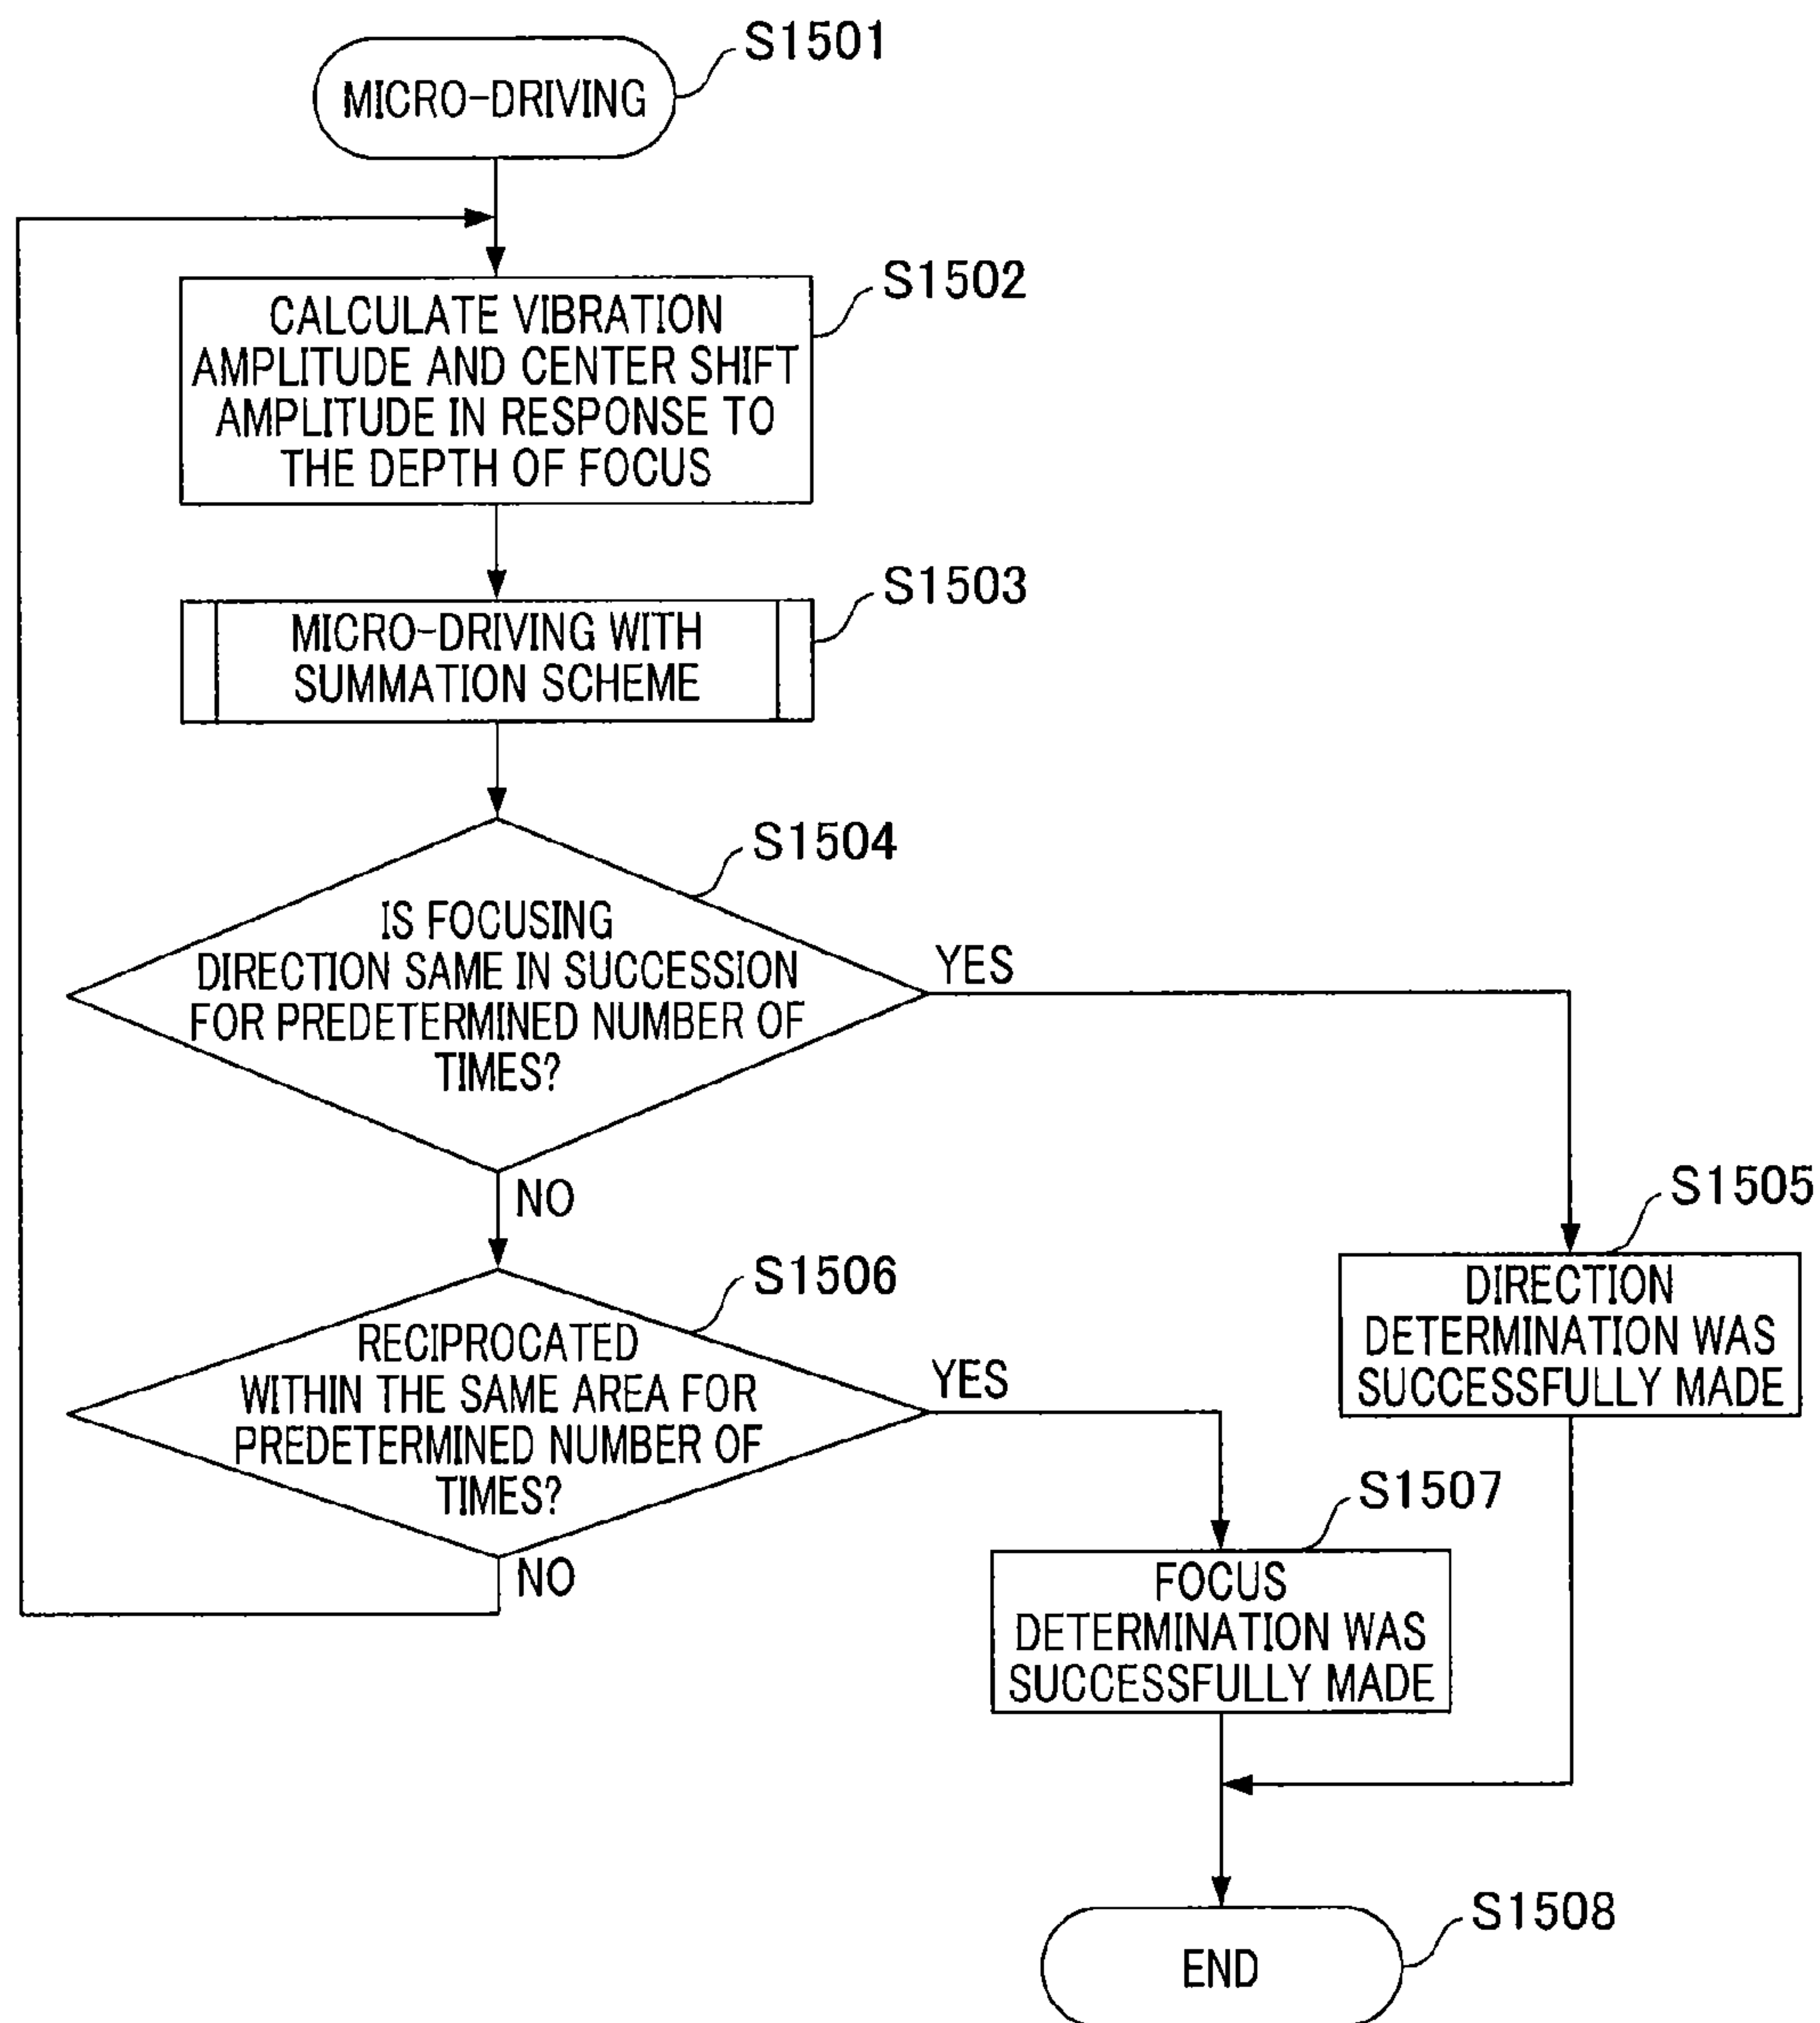 S1501
MICRO-DRIVING
S1502
CALCULATE VIBRATION
AMPLITUDE AND CENTER SHIFT
AMPLITUDE IN RESPONSE TO
THE DEPTH OF FOCUS
S1503
MICRO-DRIVING WITH
SUMMATION SCHEME
S1504
IS FOCUSING
DIRECTION SAME IN SUCCESSION
FOR PREDETERMINED NUMBER OF
TIMES?
YES
NO
S1505
DIRECTION
DETERMINATION WAS
SUCCESSFULLY MADE
S1506
RECIPROCATED
WITHIN THE SAME AREA FOR
PREDETERMINED NUMBER OF
TIMES?
YES
NO
S1507
FOCUS
DETERMINATION WAS
SUCCESSFULLY MADE
S1508
END